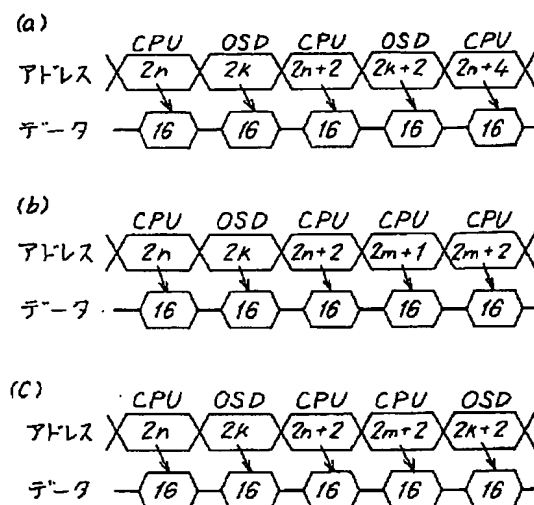 (a)
CPU OSD CPU OSD CPU
アドレス 2n 2k 2n+2 2k+2 2n+4
データ 16 16 16 16 16
(b)
CPU OSD CPU CPU CPU
アドレス 2n 2k 2n+2 2m+1 2m+2
データ 16 16 16 16 16
(c)
CPU OSD CPU CPU OSD
アドレス 2n 2k 2n+2 2m+2 2k+2
データ 16 16 16 16 16